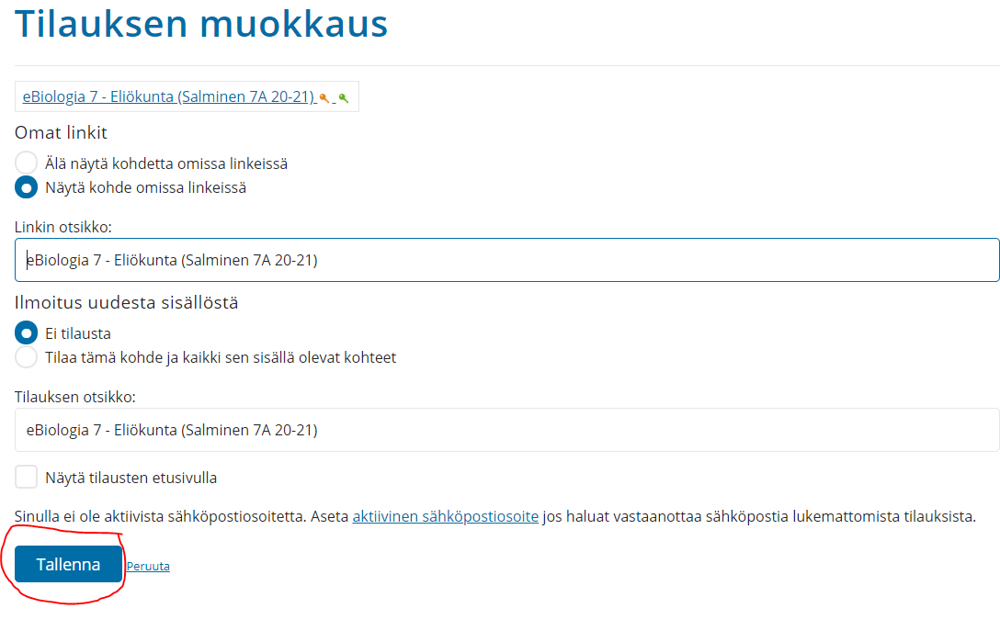 Tilauksen muokkaus
eBiologia 7 - Eliökunta (Salminen 7A 20-21)
Omat linkit
Älä näytä kohdetta omissa linkeissä
Näytä kohde omissa linkeissä
Linkin otsikko:
eBiologia 7 - Eliökunta (Salminen 7A 20-21)
Ilmoitus uudesta sisällöstä
Ei tilausta
Tilaa tämä kohde ja kaikki sen sisällä olevat kohteet
Tilauksen otsikko:
eBiologia 7 - Eliökunta (Salminen 7A 20-21)
Näytä tilausten etusivulla
Sinulla ei ole aktiivista sähköpostiosoitetta. Aseta aktiivinen sähköpostiosoite jos haluat vastaanottaa sähköpostia lukemattomista tilauksista.
Tallenna Peruuta